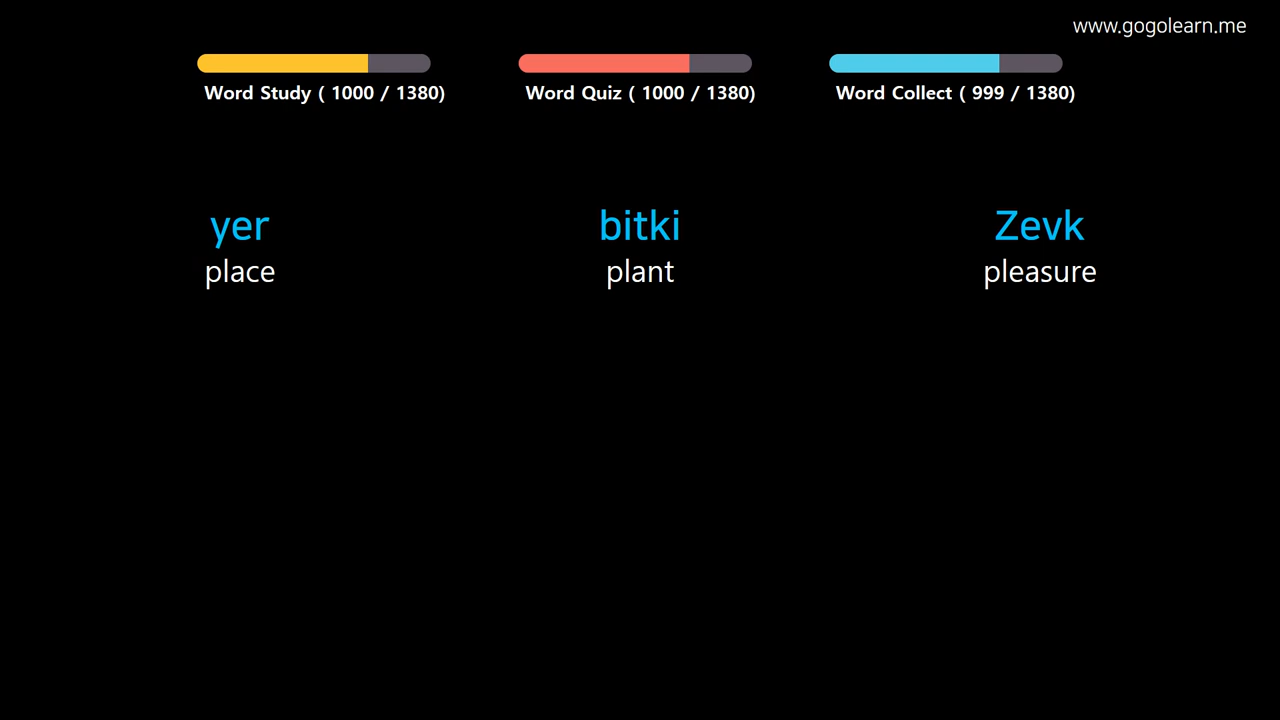 www.gogolearn.me
Word Study ( 1000 / 1380)
Word Quiz ( 1000 / 1380)
Word Collect ( 999 / 1380)
yer
place
bitki
plant
Zevk
pleasure